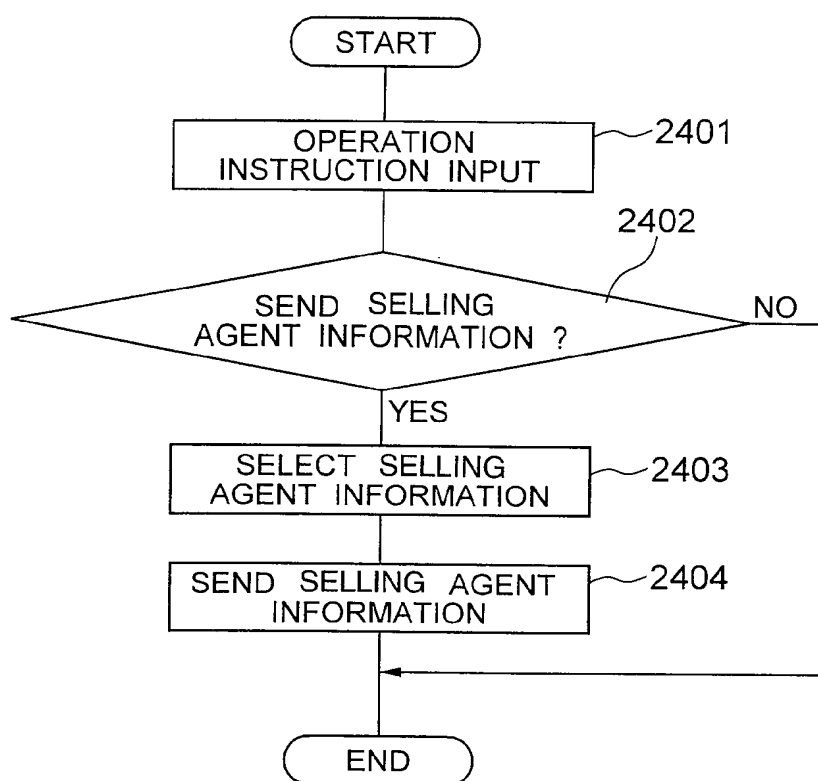 START
OPERATION
INSTRUCTION INPUT
2401
2402
SEND SELLING
AGENT INFORMATION ?
NO
YES
SELECT SELLING
AGENT INFORMATION
2403
SEND SELLING AGENT
INFORMATION
2404
END